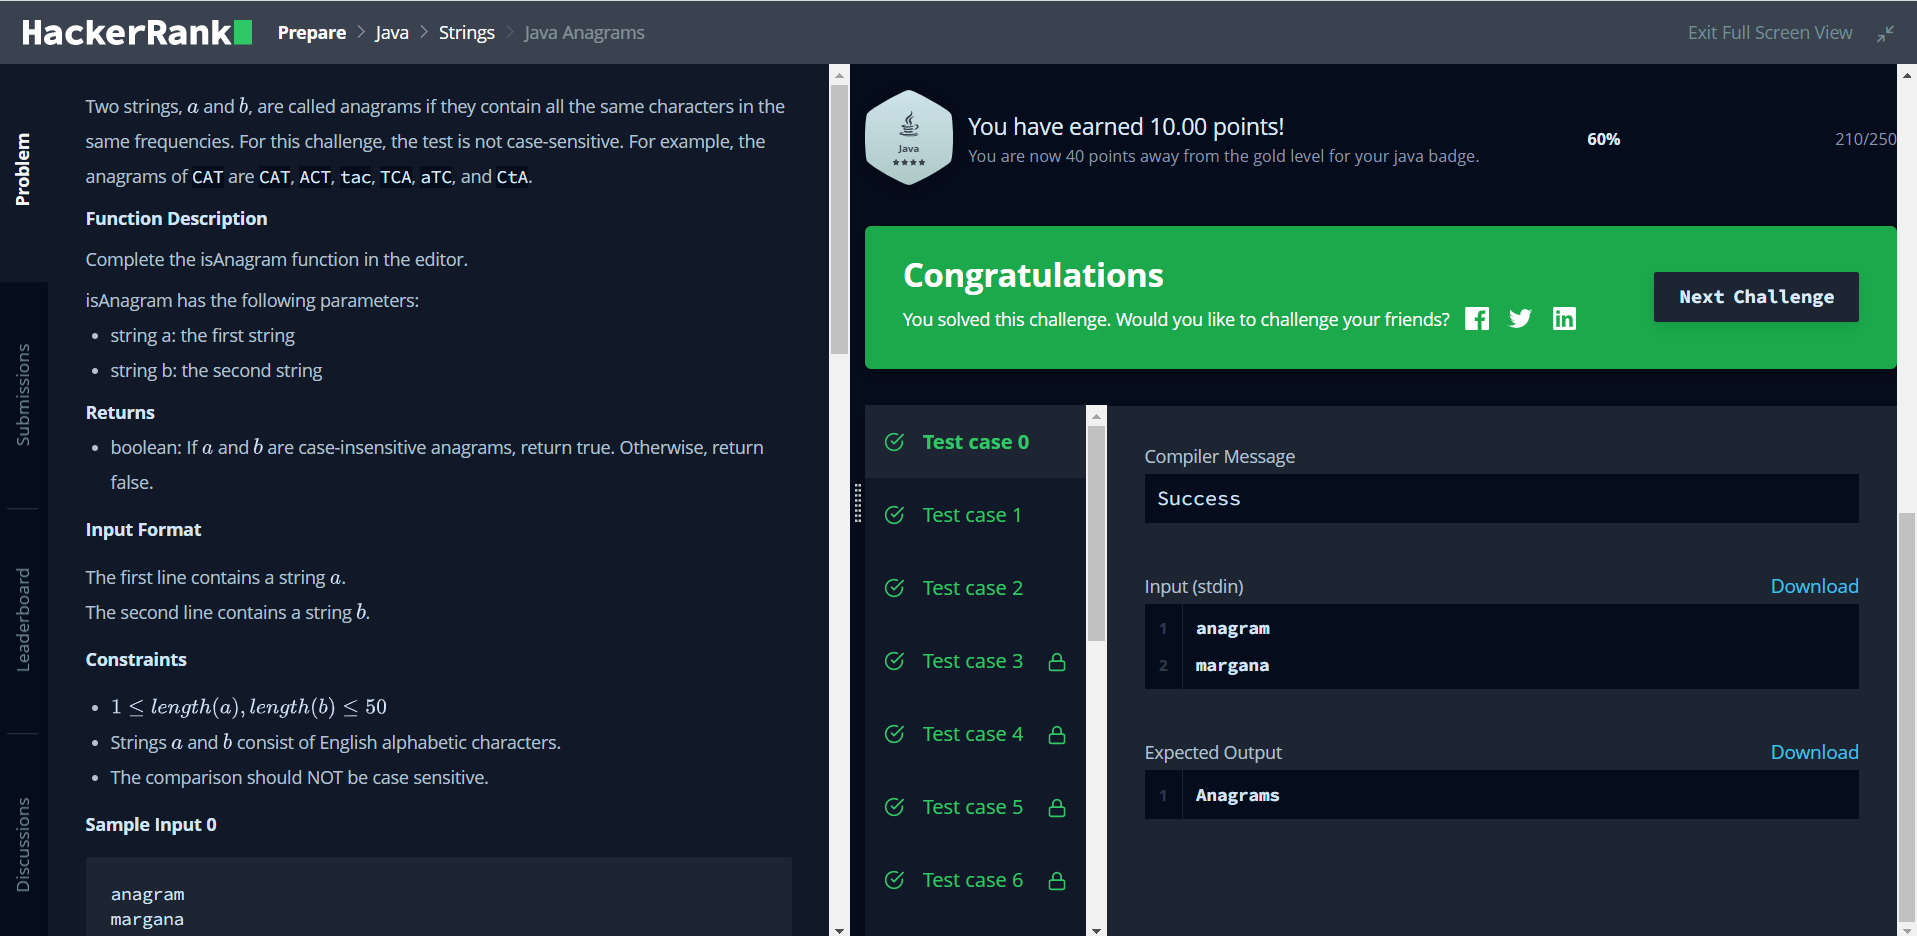 HackerRank
Prepare > Java > Strings > Java Anagrams
Exit Full Screen View
Problem
Submissions
Leaderboard
Discussions
Two strings, a and b, are called anagrams if they contain all the same characters in the
same frequencies. For this challenge, the test is not case-sensitive. For example, the
anagrams of CAT are CAT, ACT, tac, TCA, aTC, and CtA.
Function Description
Complete the isAnagram function in the editor.
isAnagram has the following parameters:
• string a: the first string
• string b: the second string
Returns
• boolean: If a and b are case-insensitive anagrams, return true. Otherwise, return
false.
Input Format
The first line contains a string a.
The second line contains a string b.
Constraints
• 1 ≤ length(a), length(b) ≤ 50
• Strings a and b consist of English alphabetic characters.
• The comparison should NOT be case sensitive.
Sample Input 0
anagram
margana
Java
You have earned 10.00 points!
You are now 40 points away from the gold level for your java badge.
60%
210/250
Congratulations
You solved this challenge. Would you like to challenge your friends?
Next Challenge
Test case 0
Test case 1
Test case 2
Test case 3
Test case 4
Test case 5
Test case 6
Compiler Message
Success
Input (stdin)
Download
1 anagram
2 margana
Expected Output
Download
1 Anagrams